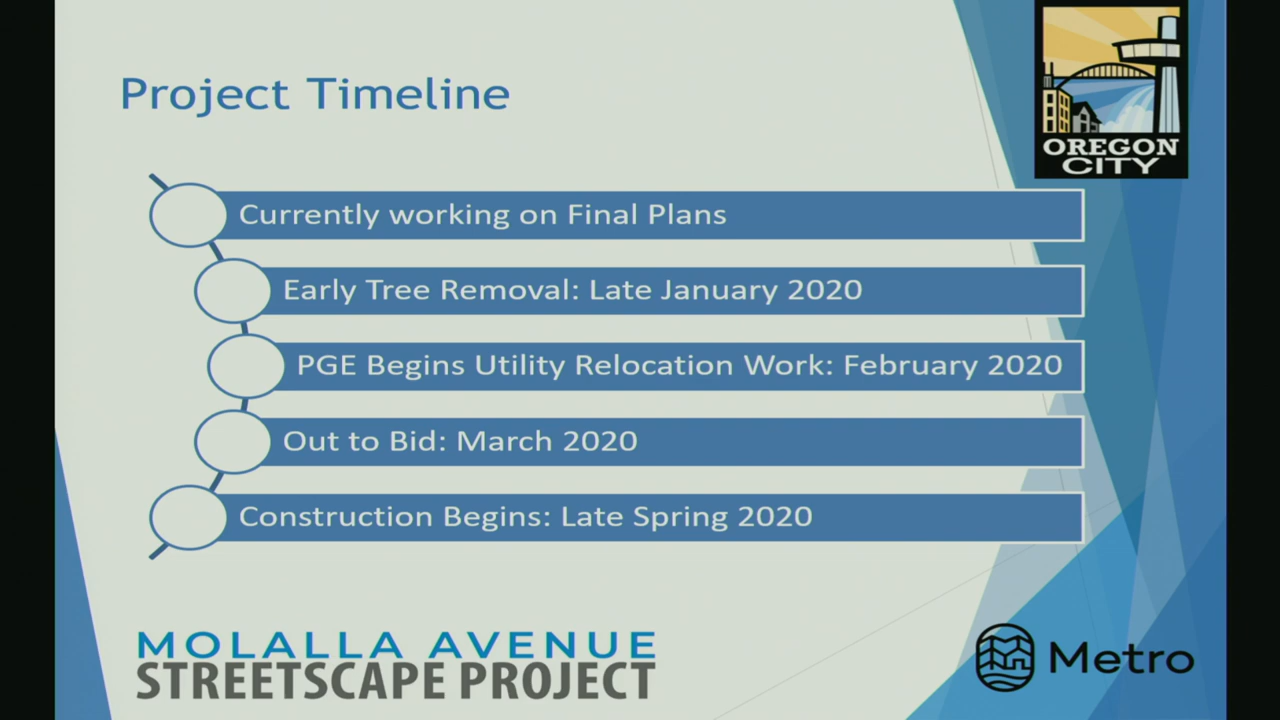 Project Timeline
OREGON
CITY
Currently working on Final Plans
Early Tree Removal: Late January 2020
PGE Begins Utility Relocation Work: February 2020
Out to Bid: March 2020
Construction Begins: Late Spring 2020
MOLALLA AVENUE
STREETSCAPE PROJECT
Metro